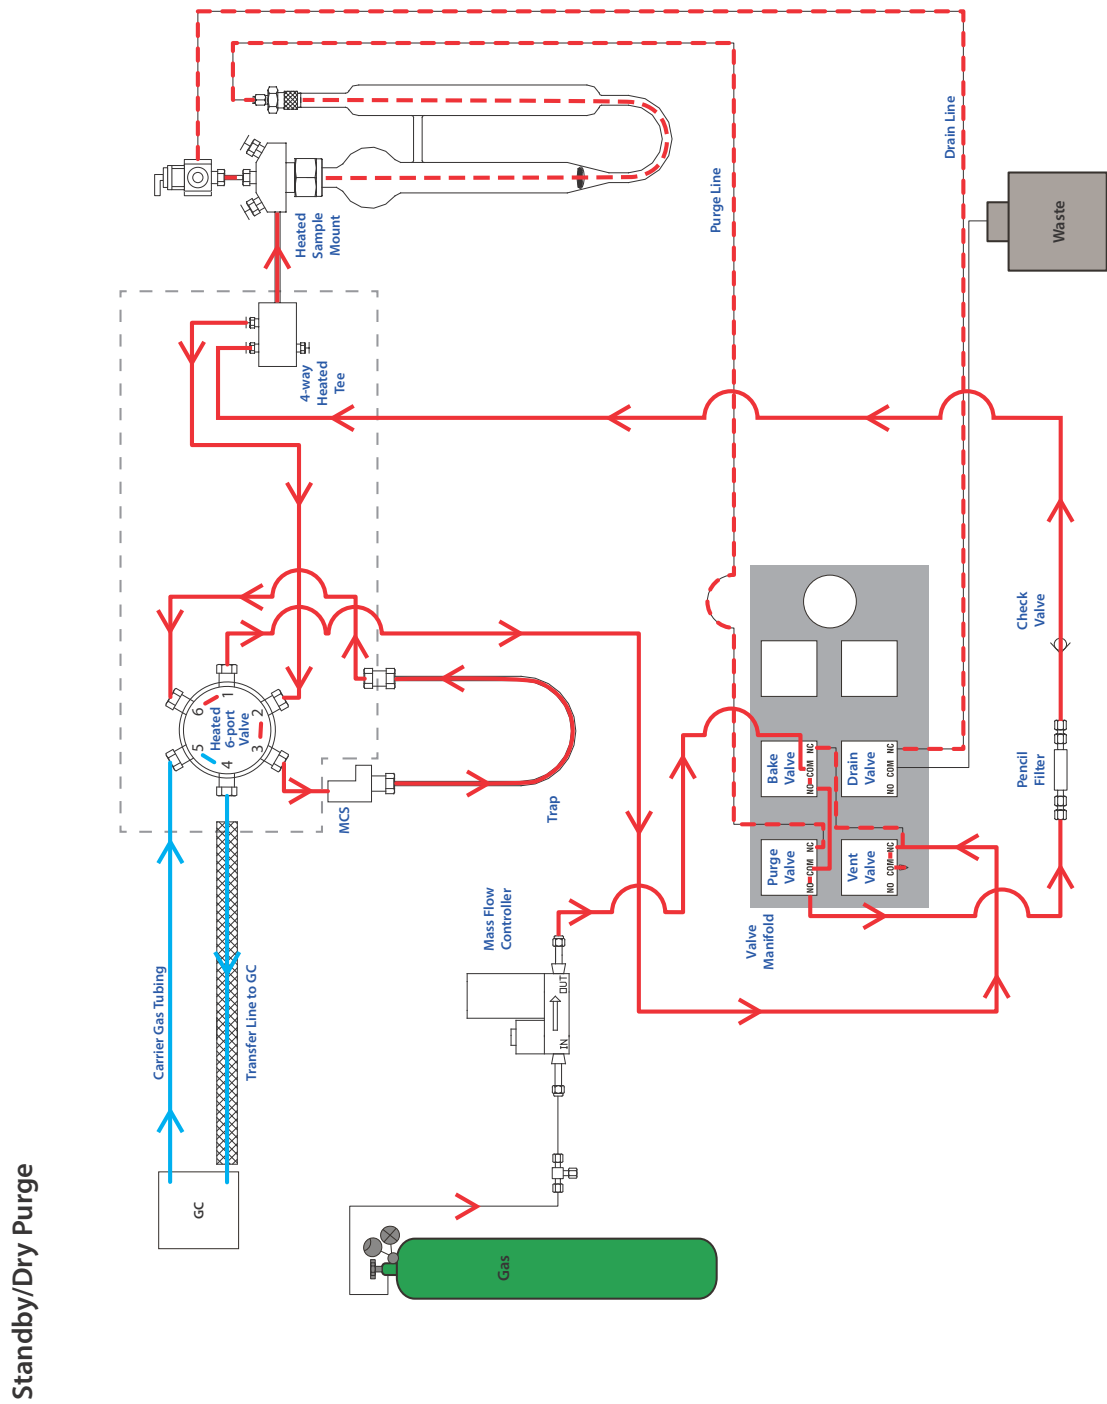 Standby/Dry Purge
GC
Carrier Gas Tubing
Transfer Line to GC
Heated
6-port
Valve
1
2
3
4
5
6
MCS
Trap
4-way
Heated
Tee
Heated
Sample
Mount
Purge Line
Drain Line
Waste
Gas
Mass Flow
Controller
IN
OUT
Valve
Manifold
Purge
Valve
NO COM NC
Vent
Valve
NO COM NC
Bake
Valve
NO COM NC
Drain
Valve
NO COM NC
Pencil
Filter
Check
Valve